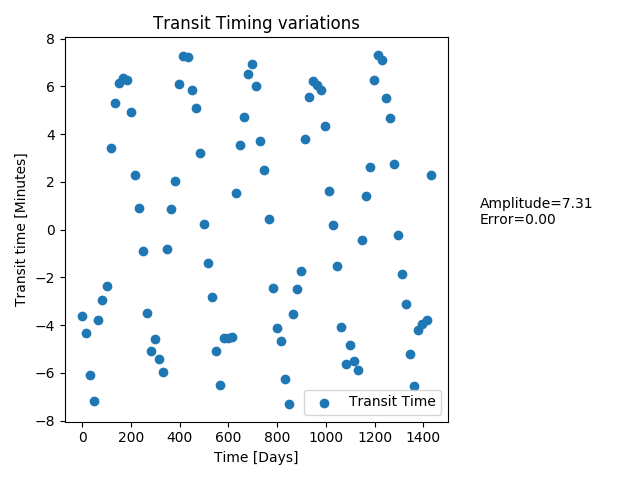 Transit Timing variations
Transit time [Minutes]
8
6
4
2
0
−2
−4
−6
−8
Amplitude=7.31
Error=0.00
Transit Time
0 200 400 600 800 1000 1200 1400
Time [Days]